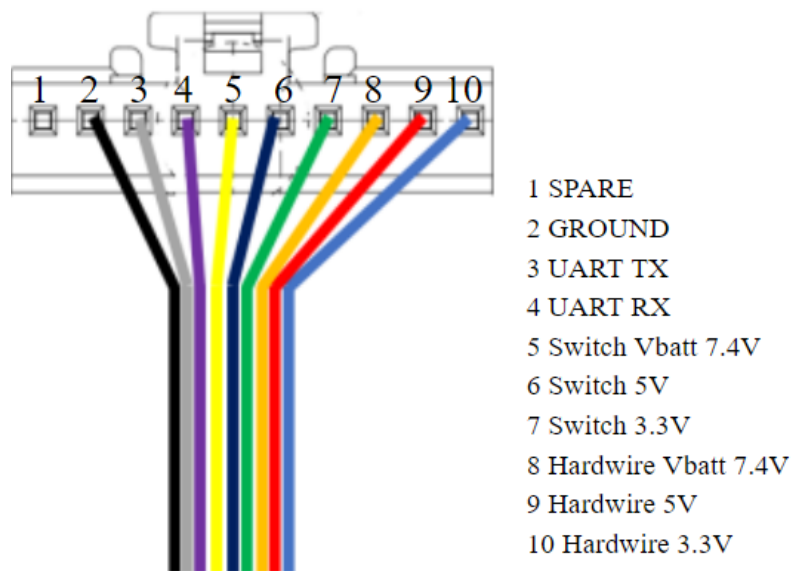 1 2 3 4 5 6 7 8 9 10
1 SPARE
2 GROUND
3 UART TX
4 UART RX
5 Switch Vbatt 7.4V
6 Switch 5V
7 Switch 3.3V
8 Hardwire Vbatt 7.4V
9 Hardwire 5V
10 Hardwire 3.3V